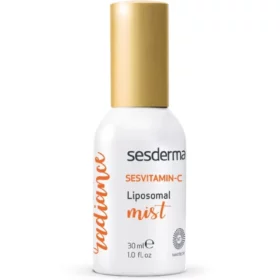 sesderma
SESVITAMIN-C
Liposomal
mist
30 ml ℮
1.0 fl.oz
radiance